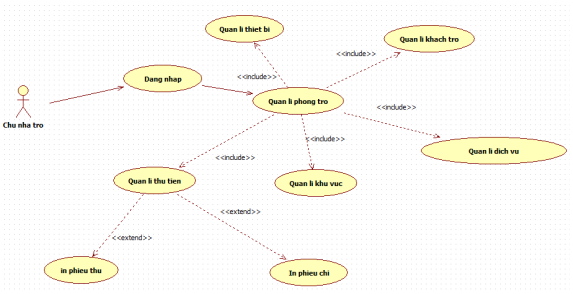 Quan li thiet bi
Quan li khach tro
<<include>>
Dang nhap
<<include>>
Quan li phong tro
<<include>>
Chu nha tro
<<include>>
<<include>>
Quan li dich vu
Quan li thu tien
Quan li khu vuc
<<extend>>
<<extend>>
in phieu thu
In phieu chi